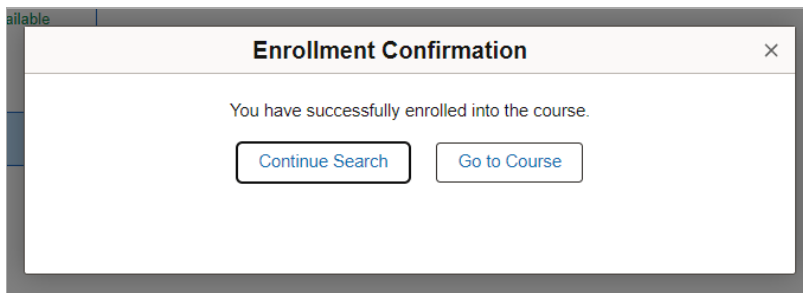 ailable
Enrollment Confirmation
You have successfully enrolled into the course.
Continue Search
Go to Course